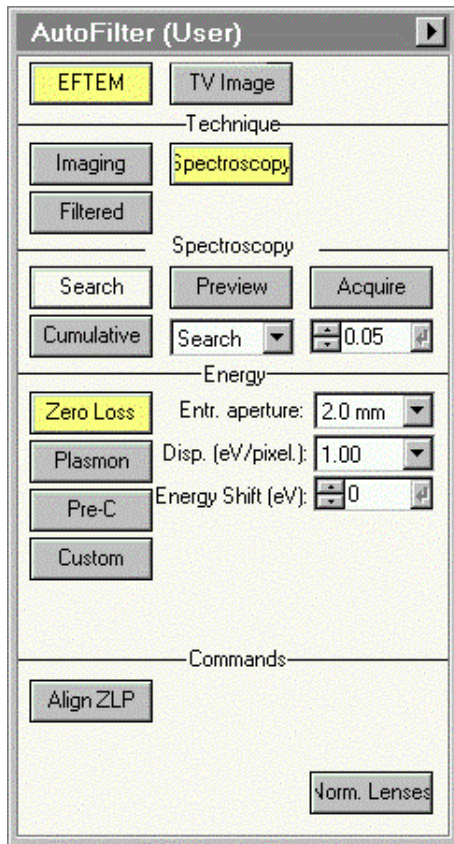 AutoFilter (User)
EFTEM TV Image
Technique
Imaging Spectroscopy
Filtered
Spectroscopy
Search Preview Acquire
Cumulative Search 0.05
Energy
Zero Loss Entr. aperture: 2.0 mm
Plasmon Disp. (eV/pixel.): 1.00
Pre-C Energy Shift (eV): 0
Custom
Commands
Align ZLP
Norm. Lenses